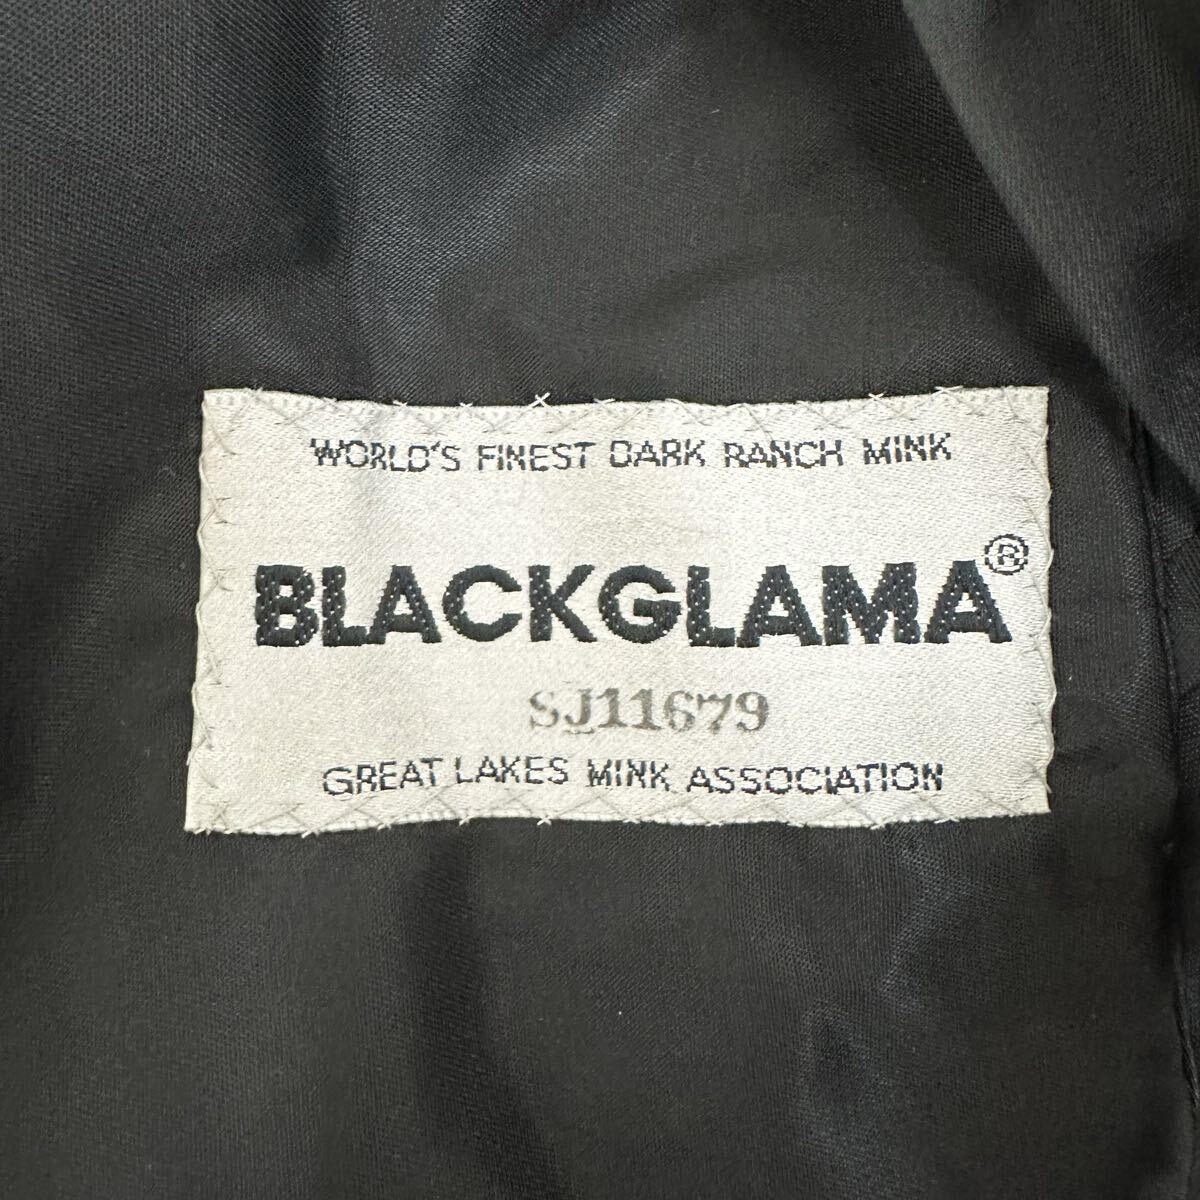 WORLD'S FINEST DARK RANCH MINK
BLACKGLAMA®
SJ11679
GREAT LAKES MINK ASSOCIATION